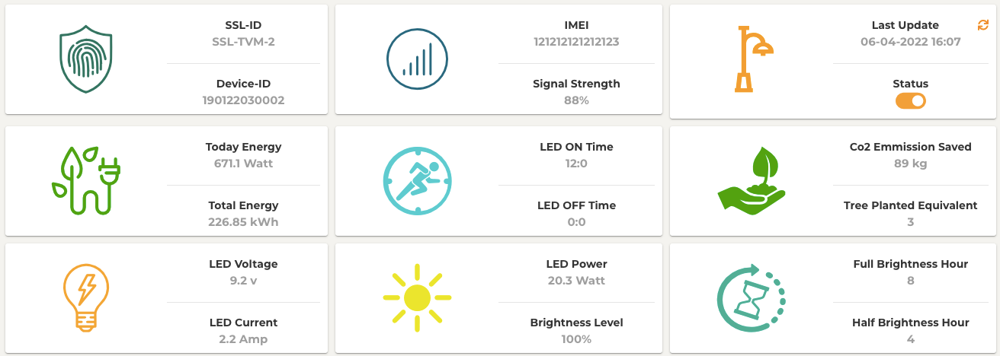 SSL-ID
SSL-TVM-2
Device-ID
190122030002
IMEI
121212121212123
Signal Strength
88%
Last Update
06-04-2022 16:07
Status
Today Energy
671.1 Watt
Total Energy
226.85 kWh
LED ON Time
12:0
LED OFF Time
0:0
Co2 Emmission Saved
89 kg
Tree Planted Equivalent
3
LED Voltage
9.2 v
LED Current
2.2 Amp
LED Power
20.3 Watt
Brightness Level
100%
Full Brightness Hour
8
Half Brightness Hour
4